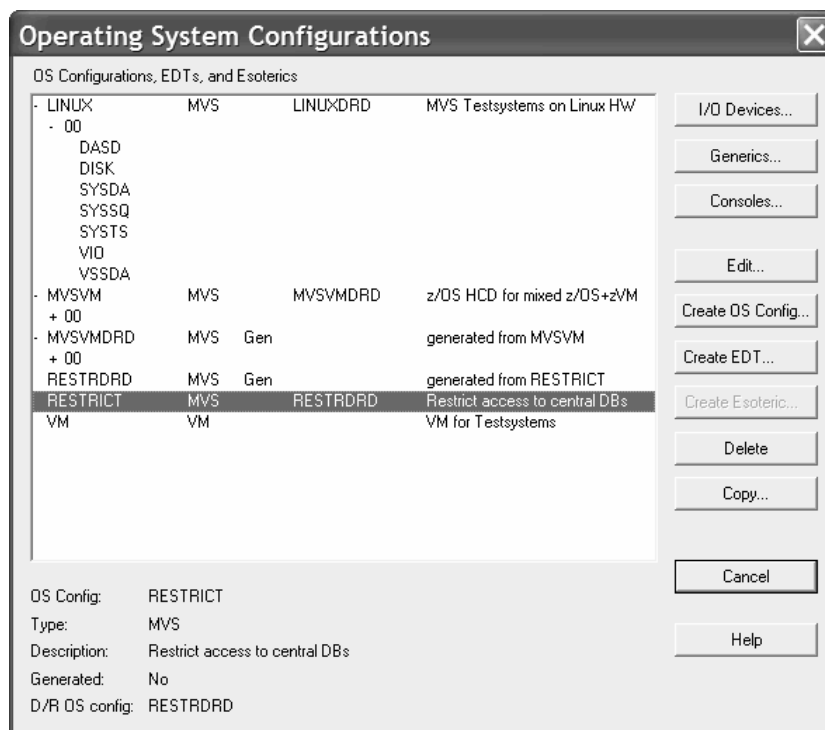 Operating System Configurations
OS Configurations, EDTs, and Esoterics
- LINUX MVS LINUXDRD MVS Testsystems on Linux HW
- 00
DASD
DISK
SYSDA
SYSSQ
SYSTS
VIO
VSSDA
- MVSVM MVS MVSVMDRD z/OS HCD for mixed z/OS+zVM
+ 00
- MVSVMDRD MVS Gen generated from MVSVM
+ 00
RESTRDRD MVS Gen generated from RESTRICT
RESTRICT MVS RESTRDRD Restrict access to central DBs
VM VM VM for Testsystems
I/O Devices...
Generics...
Consoles...
Edit...
Create OS Config...
Create EDT...
Create Esoteric...
Delete
Copy...
Cancel
Help
OS Config: RESTRICT
Type: MVS
Description: Restrict access to central DBs
Generated: No
D/R OS config: RESTRDRD